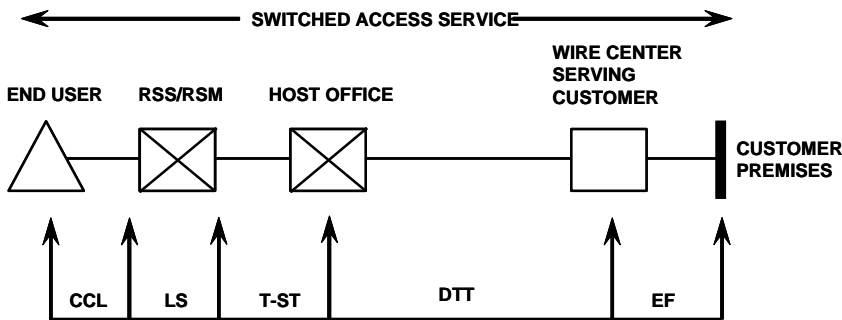 SWITCHED ACCESS SERVICE
WIRE CENTER
SERVING
CUSTOMER
END USER RSS/RSM HOST OFFICE
CUSTOMER
PREMISES
CCL LS T-ST DTT EF